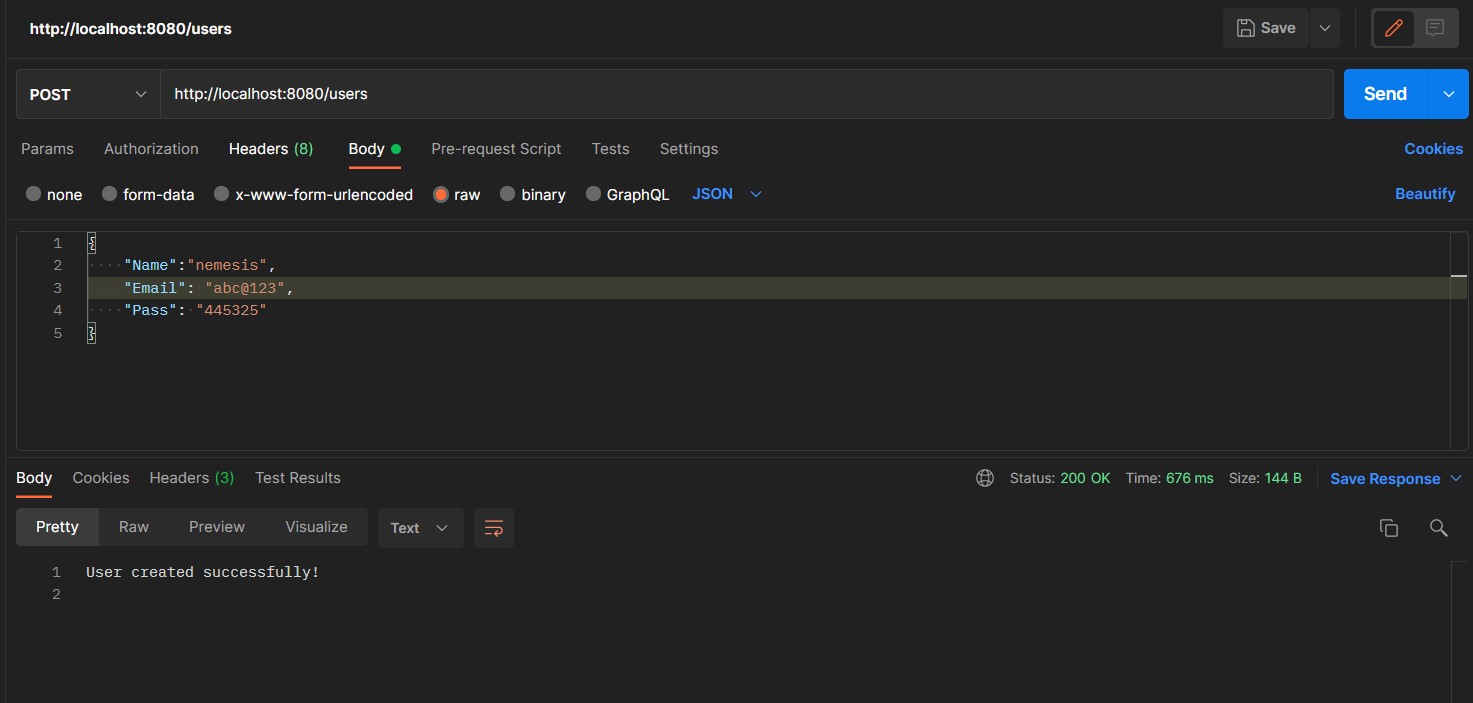 http://localhost:8080/users
Save
POST
http://localhost:8080/users
Send
Params Authorization Headers (8) Body Pre-request Script Tests Settings Cookies
none form-data x-www-form-urlencoded raw binary GraphQL JSON Beautify
1 {
2 "Name":"nemesis",
3 "Email": "abc@123",
4 "Pass": "445325"
5 }
Body Cookies Headers (3) Test Results Status: 200 OK Time: 676 ms Size: 144 B Save Response
Pretty Raw Preview Visualize Text
1 User created successfully!
2